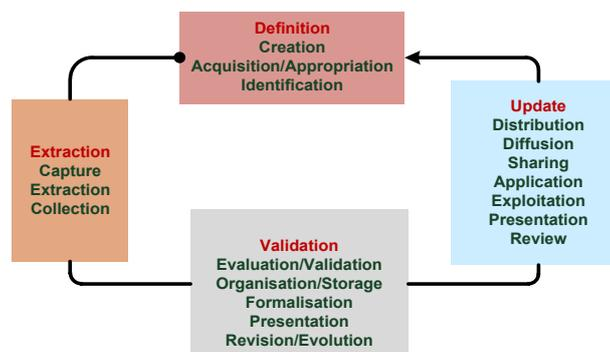 Definition
Creation
Acquisition/Appropriation
Identification
Extraction
Capture
Extraction
Collection
Validation
Evaluation/Validation
Organisation/Storage
Formalisation
Presentation
Revision/Evolution
Update
Distribution
Diffusion
Sharing
Application
Exploitation
Presentation
Review